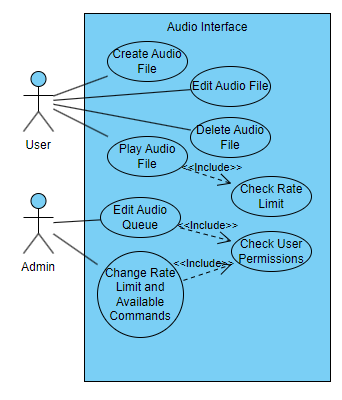 Audio Interface
Create Audio
File
Edit Audio File
Delete Audio
File
User
Play Audio
File
<<Include>>
Check Rate
Limit
Edit Audio
Queue
<<Include>>
Check User
Permissions
Admin
<<Include>>
Change Rate
Limit and
Available
Commands